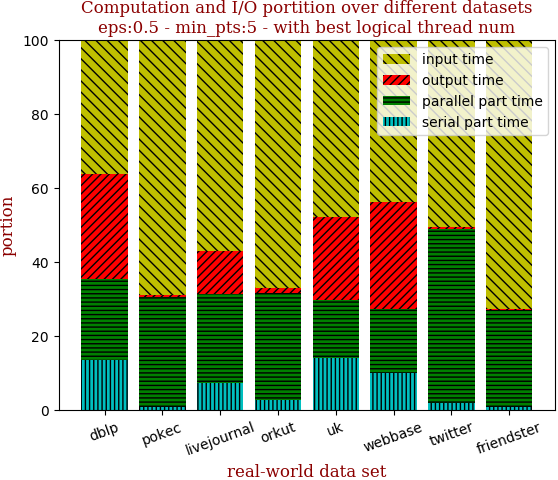 Computation and I/O portion over different datasets
eps:0.5 - min_pts:5 - with best logical thread num
input time
output time
parallel part time
serial part time
portion
100
80
60
40
20
0
dblp
pokec
livejournal
orkut
uk
webbase
twitter
friendster
real-world data set